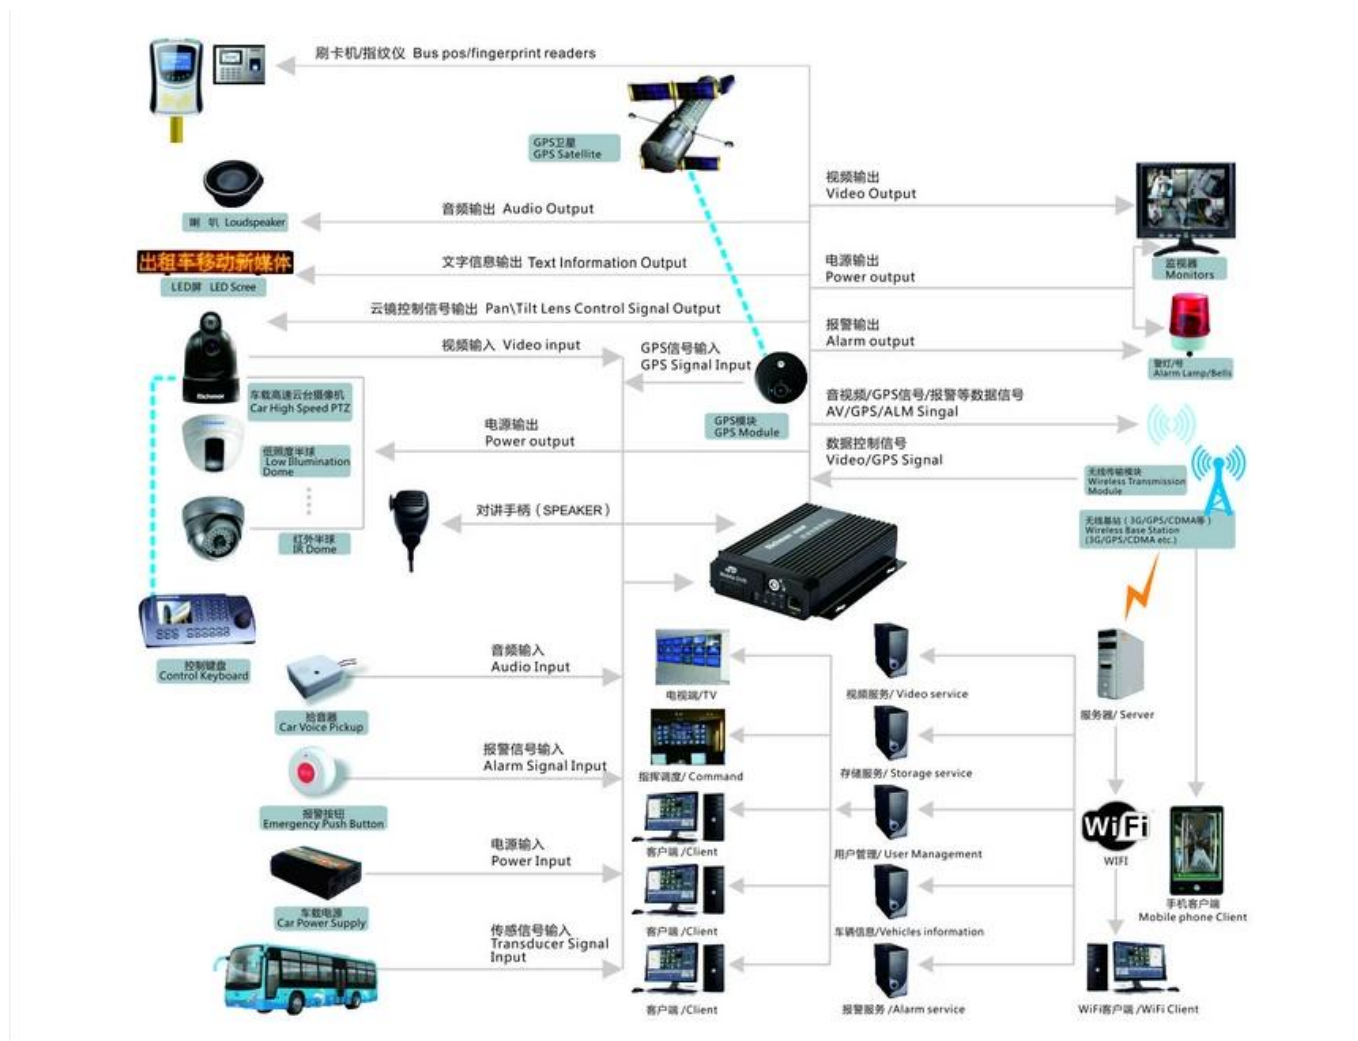 刷卡机/指纹仪 Bus pos/fingerprint readers
GPS卫星
GPS Satellite
视频输出
Video Output
喇 叭 Loudspeaker
音频输出 Audio Output
出租车移动新媒体
LED屏 LED Scree
文字信息输出 Text Information Output
电源输出
Power output
监视器
Monitors
云镜控制信号输出 Pan\Tilt Lens Control Signal Output
报警输出
Alarm output
视频输入 Video input
GPS信号输入
GPS Signal Input
警灯/号
Alarm Lamp/Bells
Richmor
车载高速云台摄像机
Car High Speed PTZ
音视频/GPS信号/报警等数据信号
AV/GPS/ALM Singal
电源输出
Power output
GPS模块
GPS Module
数据控制信号
Video/GPS Signal
低照度半球
Low Illumination
Dome
无线传输模块
Wireless Transmission
Module
对讲手柄（SPEAKER）
红外半球
IR Dome
无线基站（3G/GPS/CDMA等）
Wireless Base Station
(3G/GPS/CDMA etc.)
控制键盘
Control Keyboard
音频输入
Audio Input
电视端/TV
视频服务/ Video service
服务器/ Server
拾音器
Car Voice Pickup
报警信号输入
Alarm Signal Input
指挥调度/ Command
存储服务/ Storage service
报警按钮
Emergency Push Button
WiFi
WIFI
电源输入
Power Input
客户端 /Client
用户管理/ User Management
车载电源
Car Power Supply
手机客户端
Mobile phone Client
传感信号输入
Transducer Signal
Input
客户端 /Client
车辆信息/Vehicles information
客户端 /Client
报警服务 /Alarm service
WiFi客户端 /WiFi Client